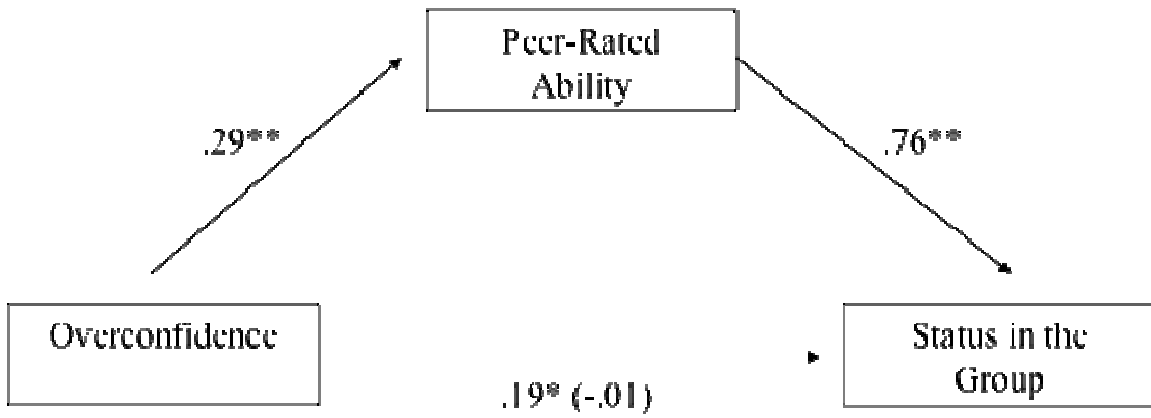 Peer-Rated
Ability
.29**
.76**
Overconfidence
Status in the
Group
.19* (-.01)